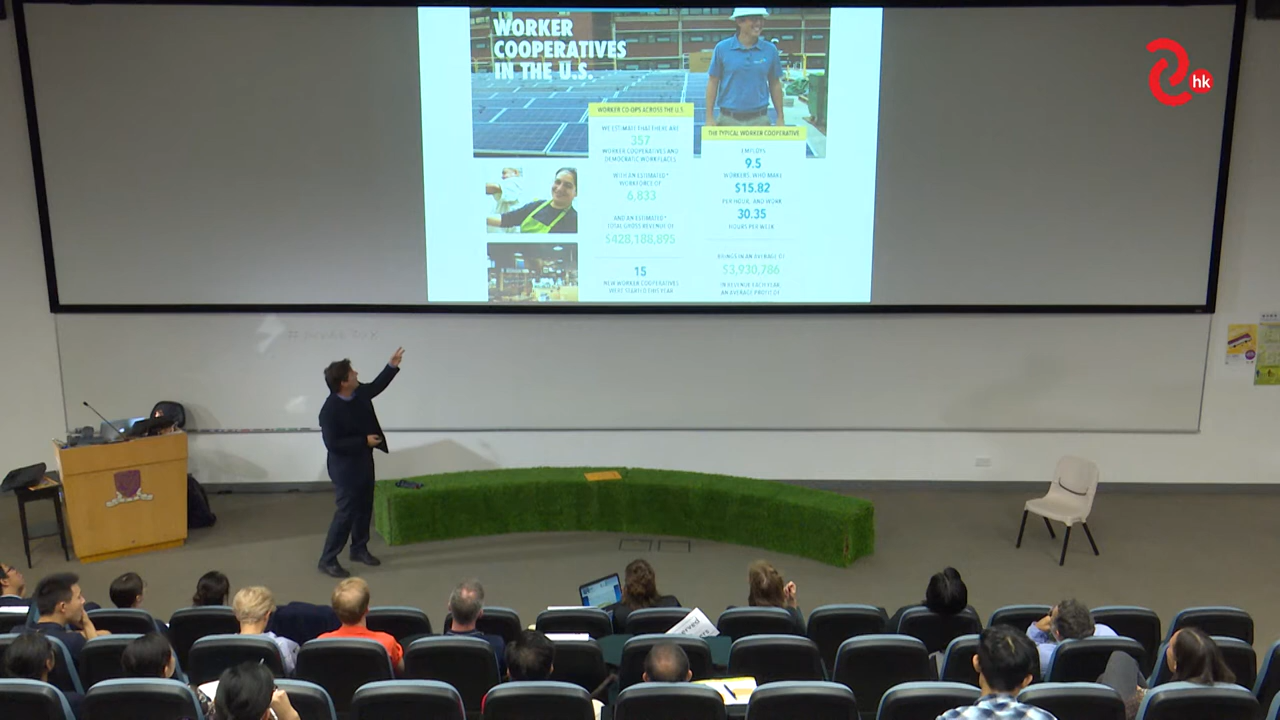 WORKER
COOPERATIVES
IN THE U.S.
WORKER CO-OPS ACROSS THE U.S.
WE ESTIMATE THAT THERE ARE
357
WORKER COOPERATIVES AND
DEMOCRATIC WORKPLACES,
WITH AN ESTIMATED*
WORKFORCE OF
6,833
AND AN ESTIMATED*
TOTAL GROSS REVENUE OF
$428,188,895
15
NEW WORKER COOPERATIVES
WERE STARTED THIS YEAR
THE TYPICAL WORKER COOPERATIVE
EMPLOYS
9.5
WORKERS, WHO MAKE
$15.82
PER HOUR, AND WORK
30.35
HOURS PER WEEK
BRINGS IN AN AVERAGE OF
$3,930,786
IN REVENUE EACH YEAR,
AN AVERAGE PROFIT OF
hk